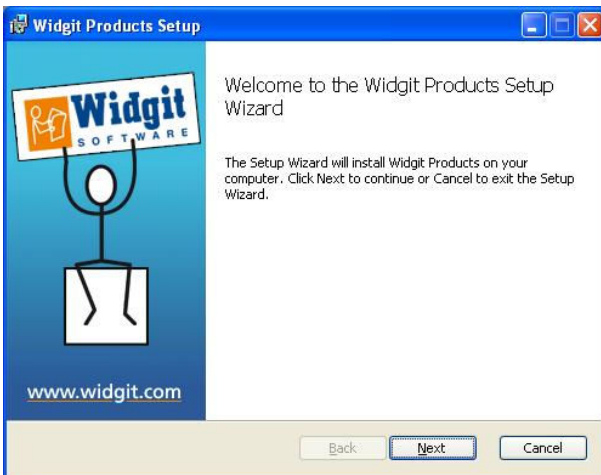 Widgit Products Setup
Widgit
SOFTWARE
www.widgit.com
Welcome to the Widgit Products Setup
Wizard
The Setup Wizard will install Widgit Products on your
computer. Click Next to continue or Cancel to exit the Setup
Wizard.
Back Next Cancel